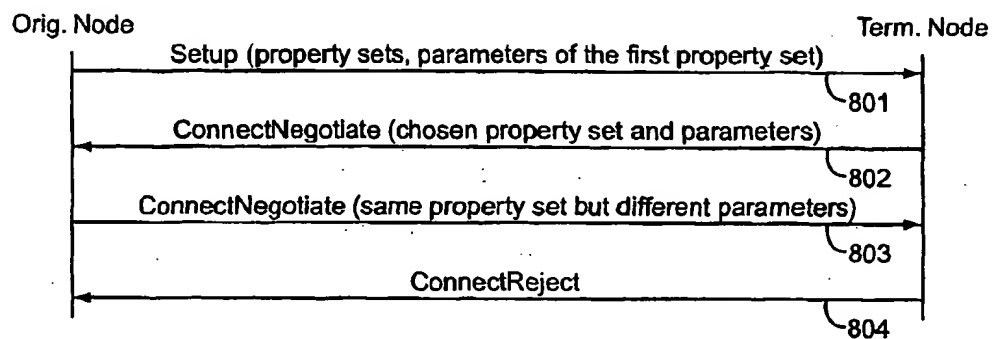 Orig. Node
Term. Node
Setup (property sets, parameters of the first property set)
801
ConnectNegotiate (chosen property set and parameters)
802
ConnectNegotiate (same property set but different parameters)
803
ConnectReject
804